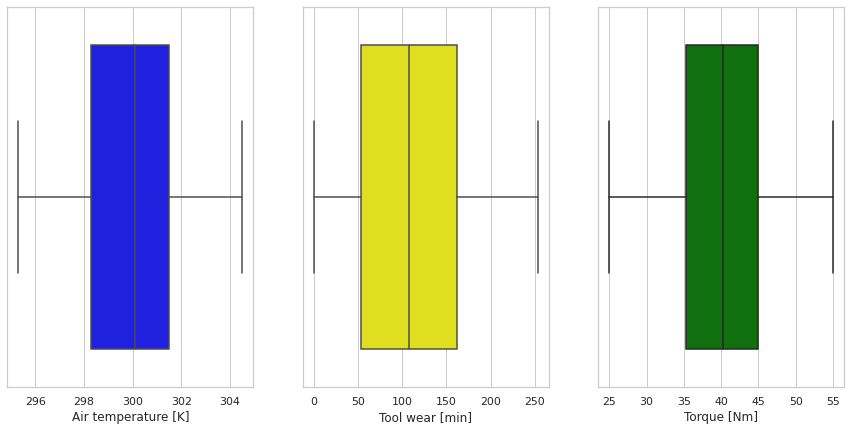 296 298 300 302 304
Air temperature [K]
0 50 100 150 200 250
Tool wear [min]
25 30 35 40 45 50 55
Torque [Nm]